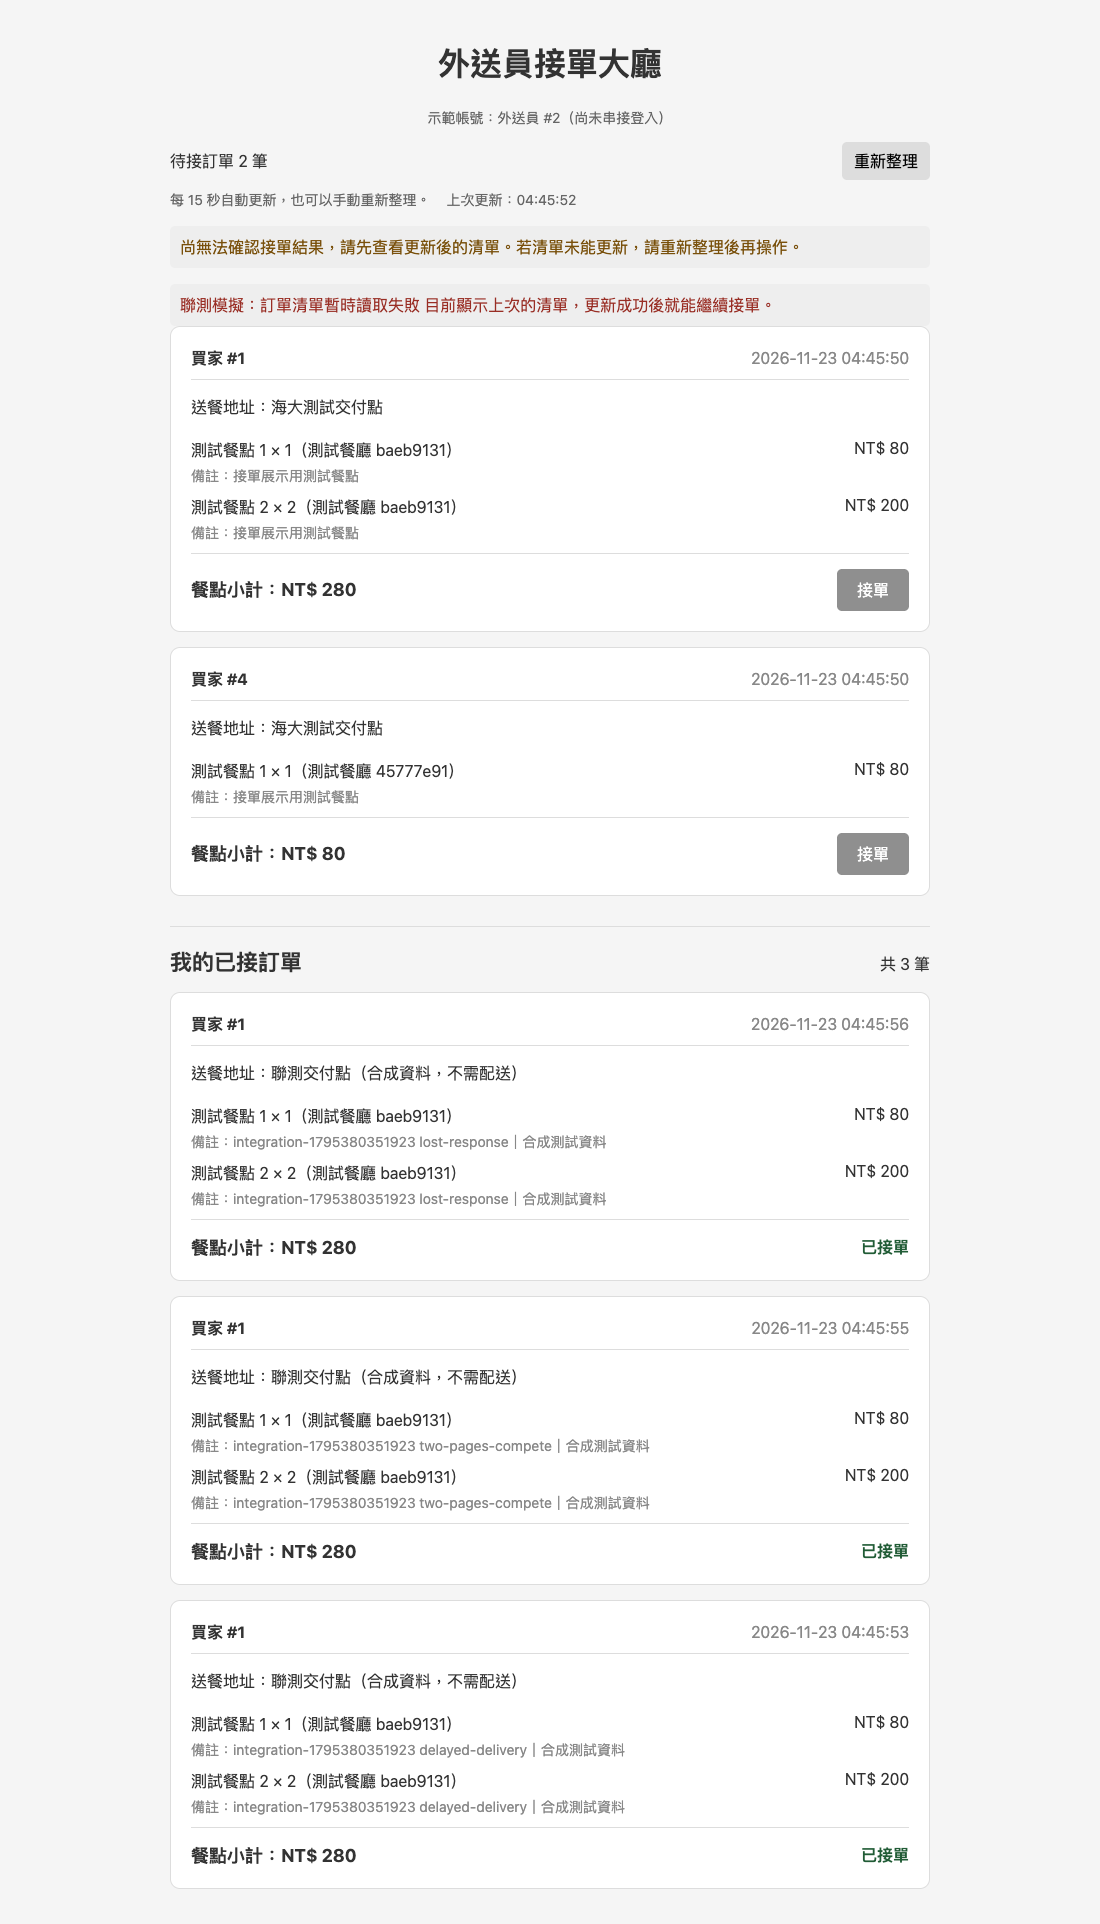 外送員接單大廳
示範帳號：外送員 #2（尚未串接登入）
待接訂單 2 筆
重新整理
每 15 秒自動更新，也可以手動重新整理。 上次更新：04:45:52
尚無法確認接單結果，請先查看更新後的清單。若清單未能更新，請重新整理後再操作。
聯測模擬：訂單清單暫時讀取失敗 目前顯示上次的清單，更新成功後就能繼續接單。
買家 #1
2026-11-23 04:45:50
送餐地址：海大測試交付點
測試餐點 1 × 1（測試餐廳 baeb9131）
NT$ 80
備註：接單展示用測試餐點
測試餐點 2 × 2（測試餐廳 baeb9131）
NT$ 200
備註：接單展示用測試餐點
餐點小計：NT$ 280
接單
買家 #4
2026-11-23 04:45:50
送餐地址：海大測試交付點
測試餐點 1 × 1（測試餐廳 45777e91）
NT$ 80
備註：接單展示用測試餐點
餐點小計：NT$ 80
接單
我的已接訂單
共 3 筆
買家 #1
2026-11-23 04:45:56
送餐地址：聯測交付點（合成資料，不需配送）
測試餐點 1 × 1（測試餐廳 baeb9131）
NT$ 80
備註：integration-1795380351923 lost-response｜合成測試資料
測試餐點 2 × 2（測試餐廳 baeb9131）
NT$ 200
備註：integration-1795380351923 lost-response｜合成測試資料
餐點小計：NT$ 280
已接單
買家 #1
2026-11-23 04:45:55
送餐地址：聯測交付點（合成資料，不需配送）
測試餐點 1 × 1（測試餐廳 baeb9131）
NT$ 80
備註：integration-1795380351923 two-pages-compete｜合成測試資料
測試餐點 2 × 2（測試餐廳 baeb9131）
NT$ 200
備註：integration-1795380351923 two-pages-compete｜合成測試資料
餐點小計：NT$ 280
已接單
買家 #1
2026-11-23 04:45:53
送餐地址：聯測交付點（合成資料，不需配送）
測試餐點 1 × 1（測試餐廳 baeb9131）
NT$ 80
備註：integration-1795380351923 delayed-delivery｜合成測試資料
測試餐點 2 × 2（測試餐廳 baeb9131）
NT$ 200
備註：integration-1795380351923 delayed-delivery｜合成測試資料
餐點小計：NT$ 280
已接單